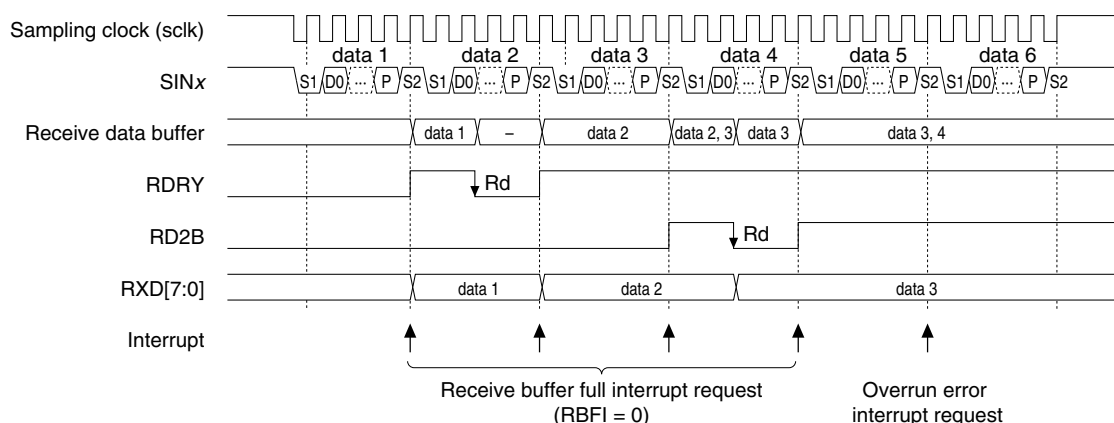 Sampling clock (sclk)
data 1 data 2 data 3 data 4 data 5 data 6
SINx S1 D0 ... P S2 S1 D0 ... P S2 S1 D0 ... P S2 S1 D0 ... P S2 S1 D0 ... P S2 S1 D0 ... P S2
Receive data buffer data 1 – data 2 data 2, 3 data 3 data 3, 4
RDRY Rd
RD2B Rd
RXD[7:0] data 1 data 2 data 3
Interrupt
Receive buffer full interrupt request
(RBFI = 0)
Overrun error
interrupt request